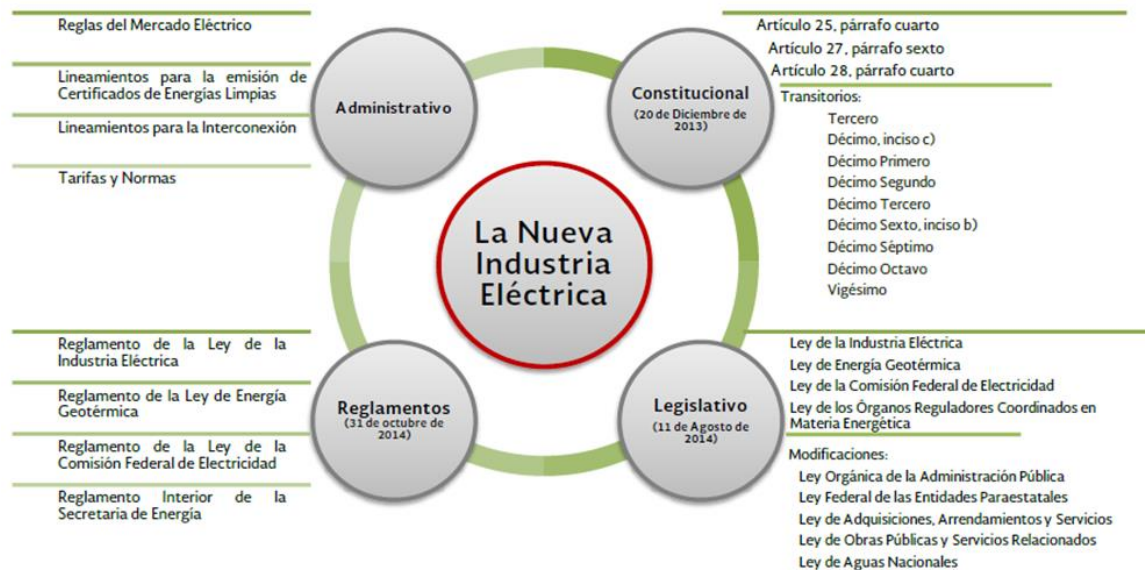 Reglas del Mercado Eléctrico
Lineamientos para la emisión de
Certificados de Energías Limpias
Lineamientos para la Interconexión
Tarifas y Normas
Administrativo
Constitucional
(20 de Diciembre de
2013)
Artículo 25, párrafo cuarto
Artículo 27, párrafo sexto
Artículo 28, párrafo cuarto
Transitorios:
Tercero
Décimo, inciso c)
Décimo Primero
Décimo Segundo
Décimo Tercero
Décimo Sexto, inciso b)
Décimo Séptimo
Décimo Octavo
Vigésimo
La Nueva
Industria
Eléctrica
Reglamento de la Ley de la
Industria Eléctrica
Reglamento de la Ley de Energía
Geotérmica
Reglamento de la Ley de la
Comisión Federal de Electricidad
Reglamento Interior de la
Secretaria de Energía
Reglamentos
(31 de octubre de
2014)
Legislativo
(11 de Agosto de
2014)
Ley de la Industria Eléctrica
Ley de Energía Geotérmica
Ley de la Comisión Federal de Electricidad
Ley de los Órganos Reguladores Coordinados en
Materia Energética
Modificaciones:
Ley Orgánica de la Administración Pública
Ley Federal de las Entidades Paraestatales
Ley de Adquisiciones, Arrendamientos y Servicios
Ley de Obras Públicas y Servicios Relacionados
Ley de Aguas Nacionales